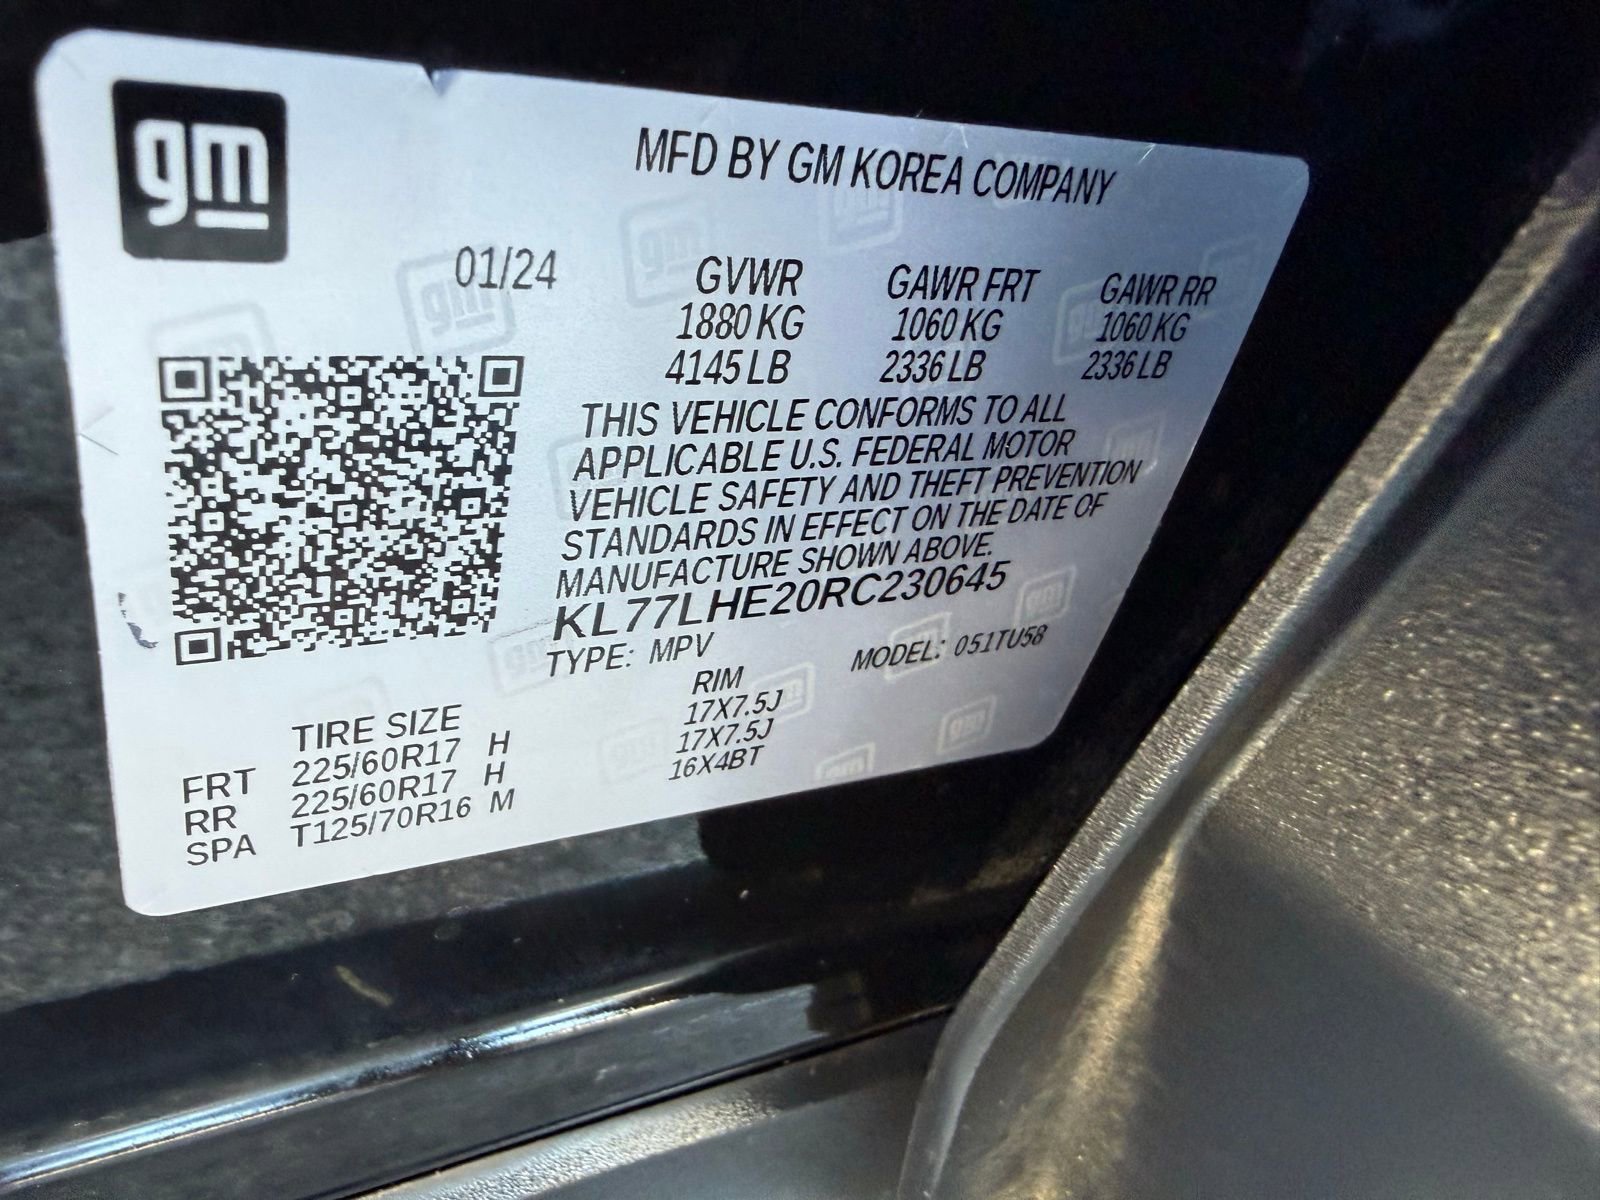 gm
MFD BY GM KOREA COMPANY
01/24 GVWR GAWR FRT GAWR RR
1880 KG 1060 KG 1060 KG
4145 LB 2336 LB 2336 LB
THIS VEHICLE CONFORMS TO ALL
APPLICABLE U.S. FEDERAL MOTOR
VEHICLE SAFETY AND THEFT PREVENTION
STANDARDS IN EFFECT ON THE DATE OF
MANUFACTURE SHOWN ABOVE.
KL77LHE20RC230645
TYPE: MPV MODEL: 051TU58
TIRE SIZE RIM
FRT 225/60R17 H 17X7.5J
RR 225/60R17 H 17X7.5J
SPA T125/70R16 M 16X4BT